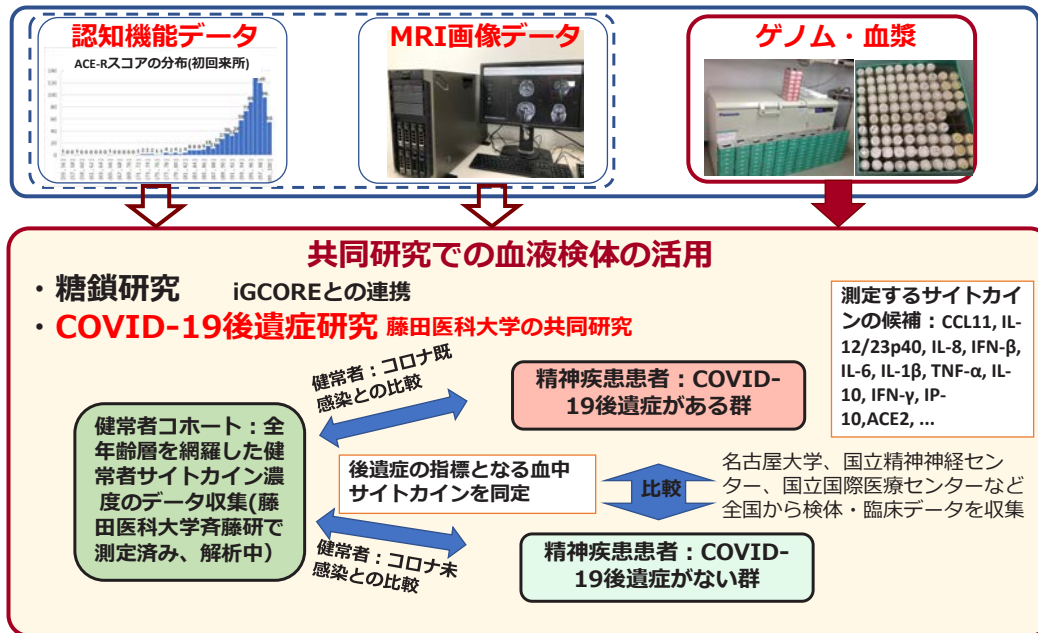 認知機能データ
MRI画像データ
ゲノム・血漿
ACE-Rスコアの分布(初回来所)
Panasonic
共同研究での血液検体の活用
・糖鎖研究 iGCOREとの連携
・COVID-19後遺症研究 藤田医科大学の共同研究
測定するサイトカイ
ンの候補：CCL11, IL-
12/23p40, IL-8, IFN-β,
IL-6, IL-1β, TNF-α, IL-
10, IFN-γ, IP-
10,ACE2, ...
健常者：コロナ既
感染との比較
精神疾患患者：COVID-
19後遺症がある群
健常者コホート：全
年齢層を網羅した健
常者サイトカイン濃
度のデータ収集(藤
田医科大学斉藤研で
測定済み、解析中）
後遺症の指標となる血中
サイトカインを同定
比較
名古屋大学、国立精神神経セン
ター、国立国際医療センターなど
全国から検体・臨床データを収集
健常者：コロナ未
感染との比較
精神疾患患者：COVID-
19後遺症がない群